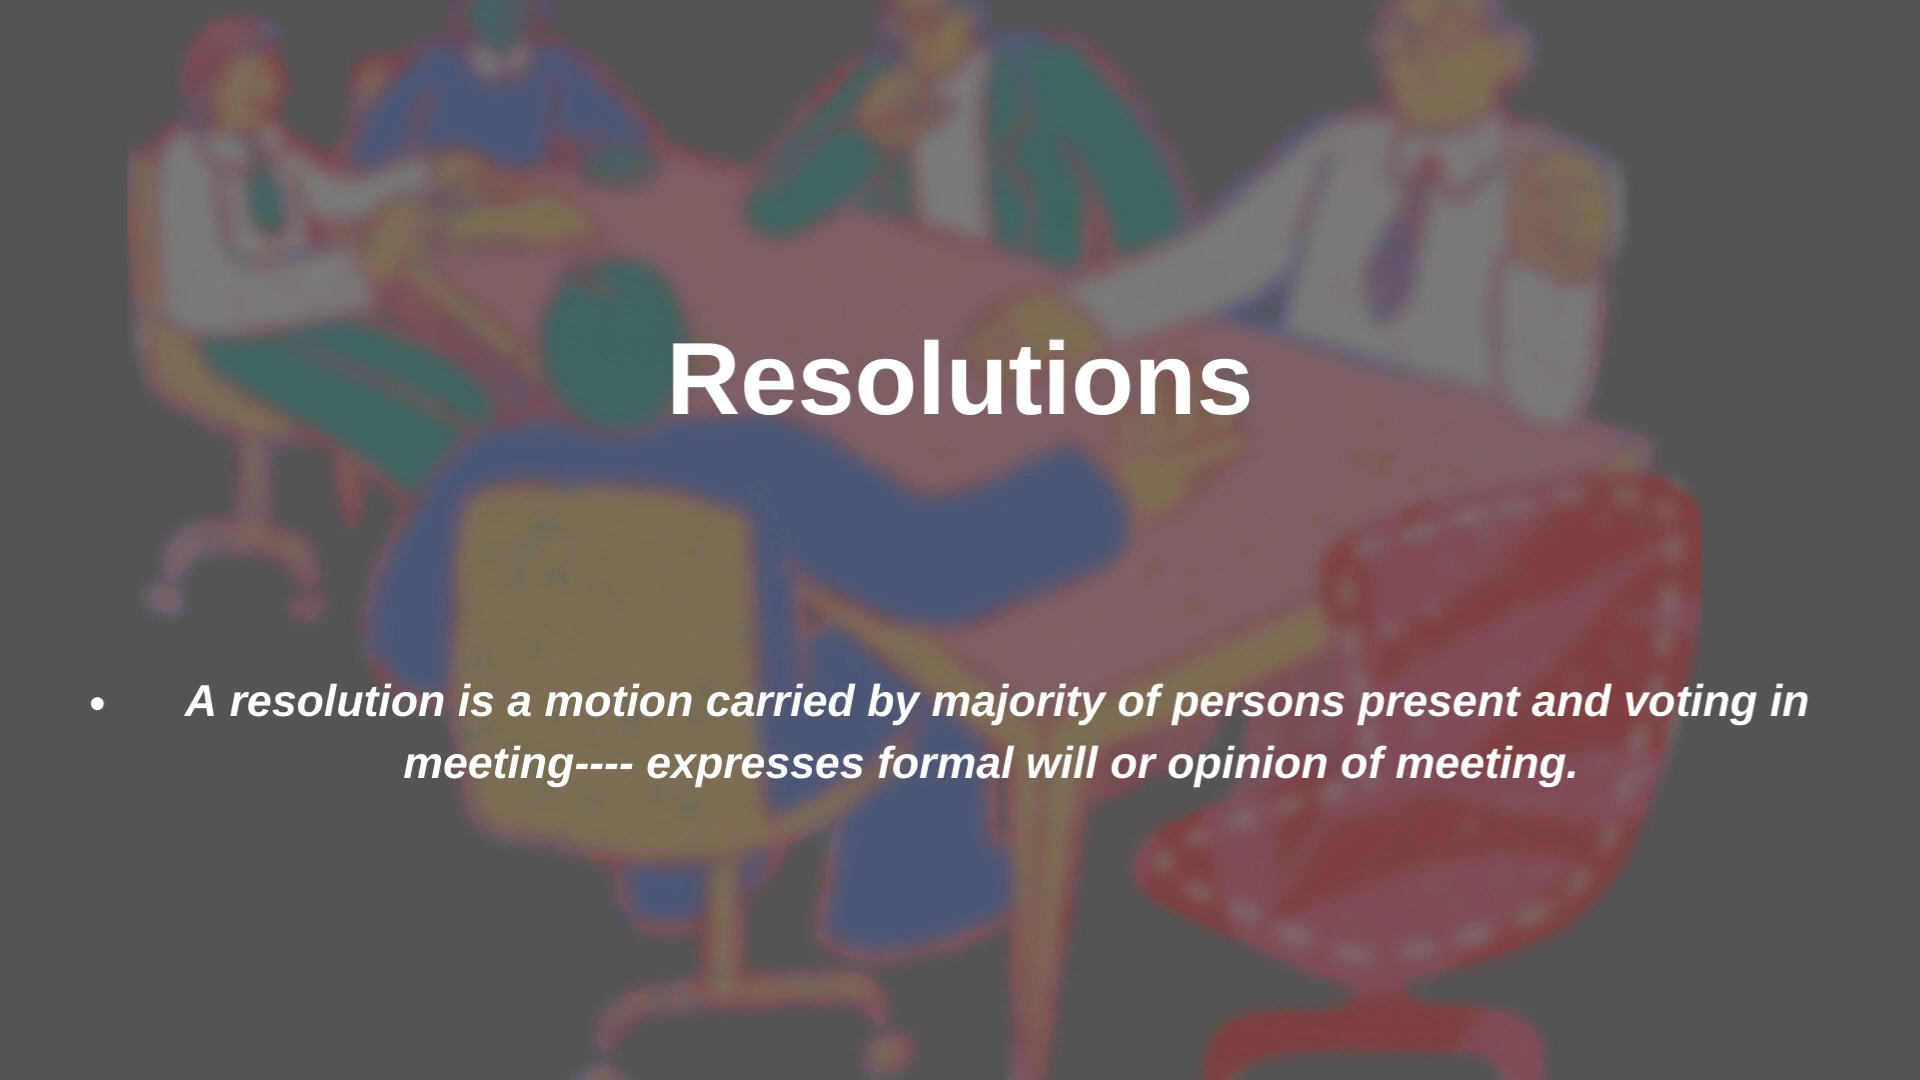 Resolutions
• A resolution is a motion carried by majority of persons present and voting in
meeting---- expresses formal will or opinion of meeting.